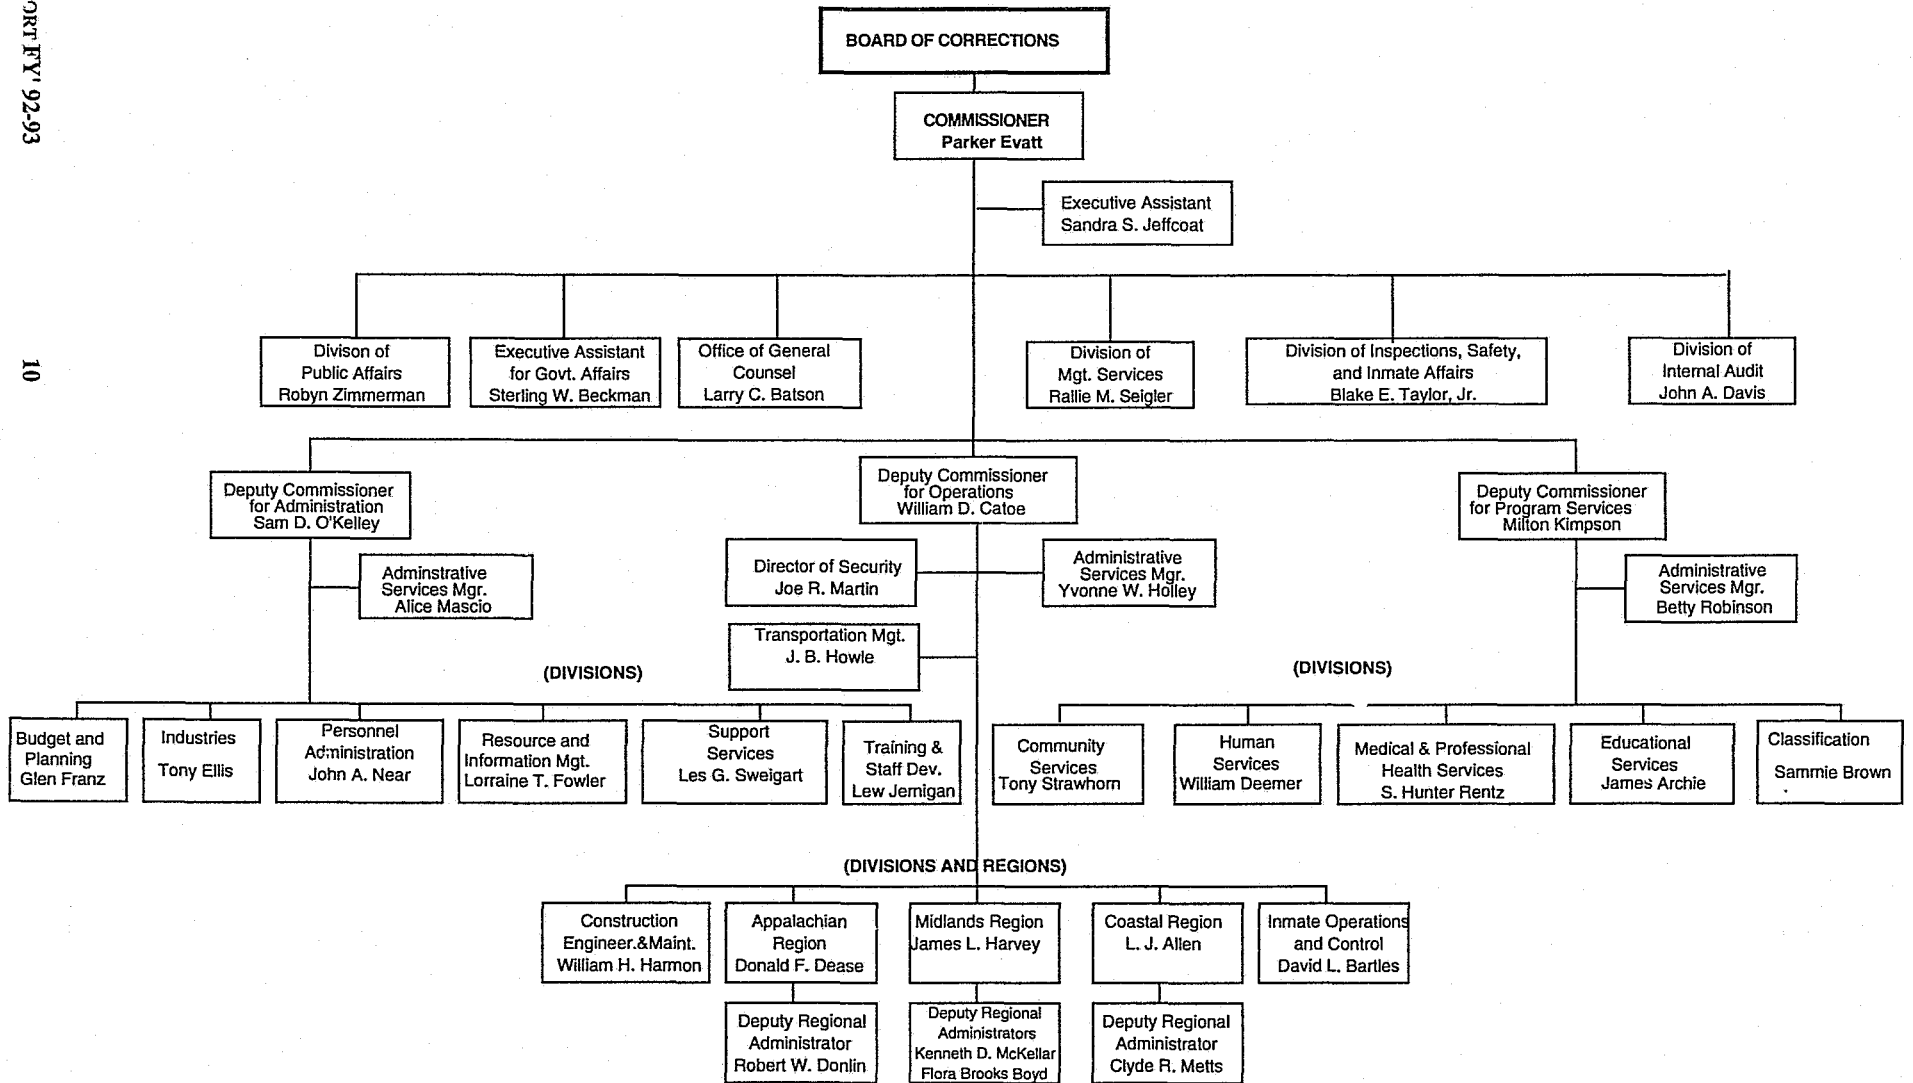 ORT FY' 92-93
10
BOARD OF CORRECTIONS
COMMISSIONER
Parker Evatt
Executive Assistant
Sandra S. Jeffcoat
Divison of
Public Affairs
Robyn Zimmerman
Executive Assistant
for Govt. Affairs
Sterling W. Beckman
Office of General
Counsel
Larry C. Batson
Division of
Mgt. Services
Rallie M. Seigler
Division of Inspections, Safety,
and Inmate Affairs
Blake E. Taylor, Jr.
Division of
Internal Audit
John A. Davis
Deputy Commissioner
for Administration
Sam D. O'Kelley
Deputy Commissioner
for Operations
William D. Catoe
Deputy Commissioner
for Program Services
Milton Kimpson
Adminstrative
Services Mgr.
Alice Mascio
Director of Security
Joe R. Martin
Administrative
Services Mgr.
Yvonne W. Holley
Administrative
Services Mgr.
Betty Robinson
Transportation Mgt.
J. B. Howle
(DIVISIONS)
(DIVISIONS)
Budget and
Planning
Glen Franz
Industries
Tony Ellis
Personnel
Administration
John A. Near
Resource and
Information Mgt.
Lorraine T. Fowler
Support
Services
Les G. Sweigart
Training &
Staff Dev.
Lew Jernigan
Community
Services
Tony Strawhorn
Human
Services
William Deemer
Medical & Professional
Health Services
S. Hunter Rentz
Educational
Services
James Archie
Classification
Sammie Brown
(DIVISIONS AND REGIONS)
Construction
Engineer.&Maint.
William H. Harmon
Appalachian
Region
Donald F. Dease
Midlands Region
James L. Harvey
Coastal Region
L. J. Allen
Inmate Operations
and Control
David L. Bartles
Deputy Regional
Administrator
Robert W. Donlin
Deputy Regional
Administrators
Kenneth D. McKellar
Flora Brooks Boyd
Deputy Regional
Administrator
Clyde R. Metts